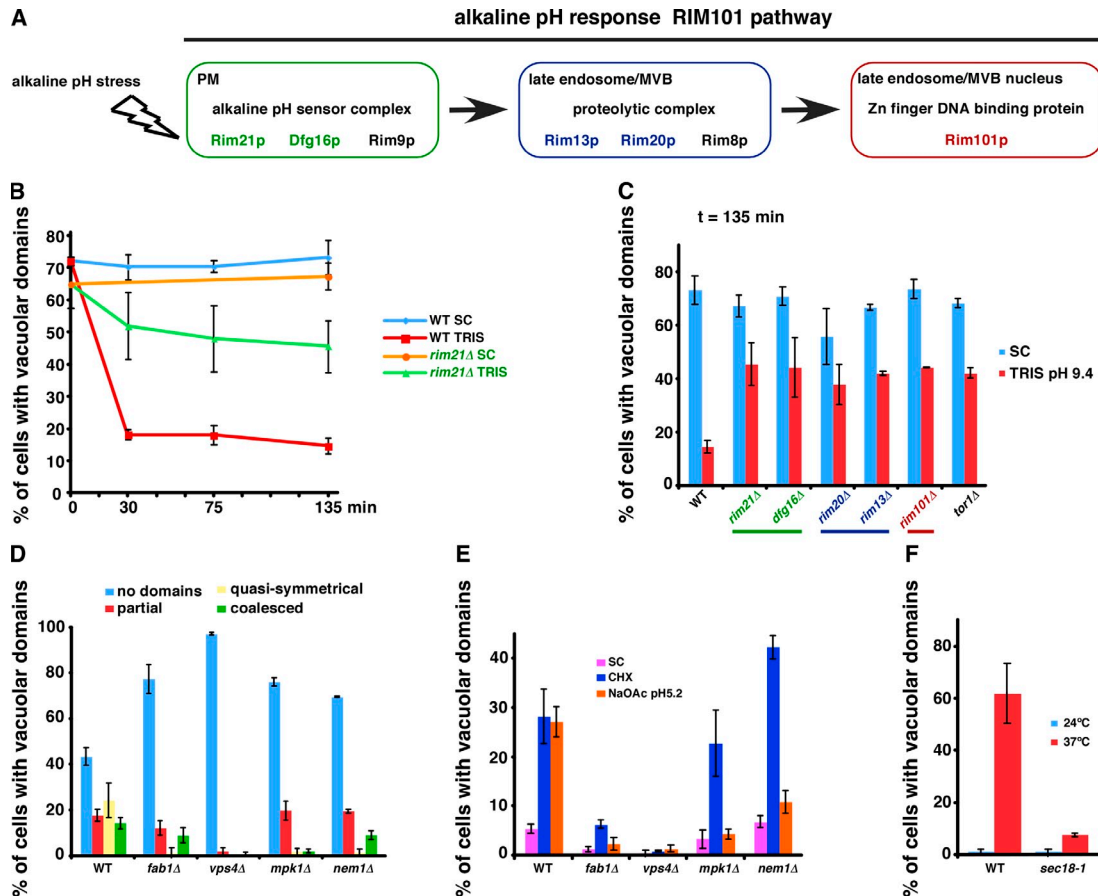 A
alkaline pH response RIM101 pathway
alkaline pH stress
PM
alkaline pH sensor complex
Rim21p Dfg16p Rim9p
late endosome/MVB
proteolytic complex
Rim13p Rim20p Rim8p
late endosome/MVB nucleus
Zn finger DNA binding protein
Rim101p
B
% of cells with vacuolar domains
80
70
60
50
40
30
20
10
0
0 30 75 135 min
WT SC
WT TRIS
rim21Δ SC
rim21Δ TRIS
C
t = 135 min
% of cells with vacuolar domains
80
60
40
20
0
WT rim21Δ dfg16Δ rim20Δ rim13Δ rim101Δ tor1Δ
SC
TRIS pH 9.4
D
no domains quasi-symmetrical
partial coalesced
% of cells with vacuolar domains
100
80
60
40
20
0
WT fab1Δ vps4Δ mpk1Δ nem1Δ
E
% of cells with vacuolar domains
SC
CHX
NaOAc pH5.2
40
30
20
10
0
WT fab1Δ vps4Δ mpk1Δ nem1Δ
F
% of cells with vacuolar domains
80
60
40
20
0
24ºC
37ºC
WT sec18-1